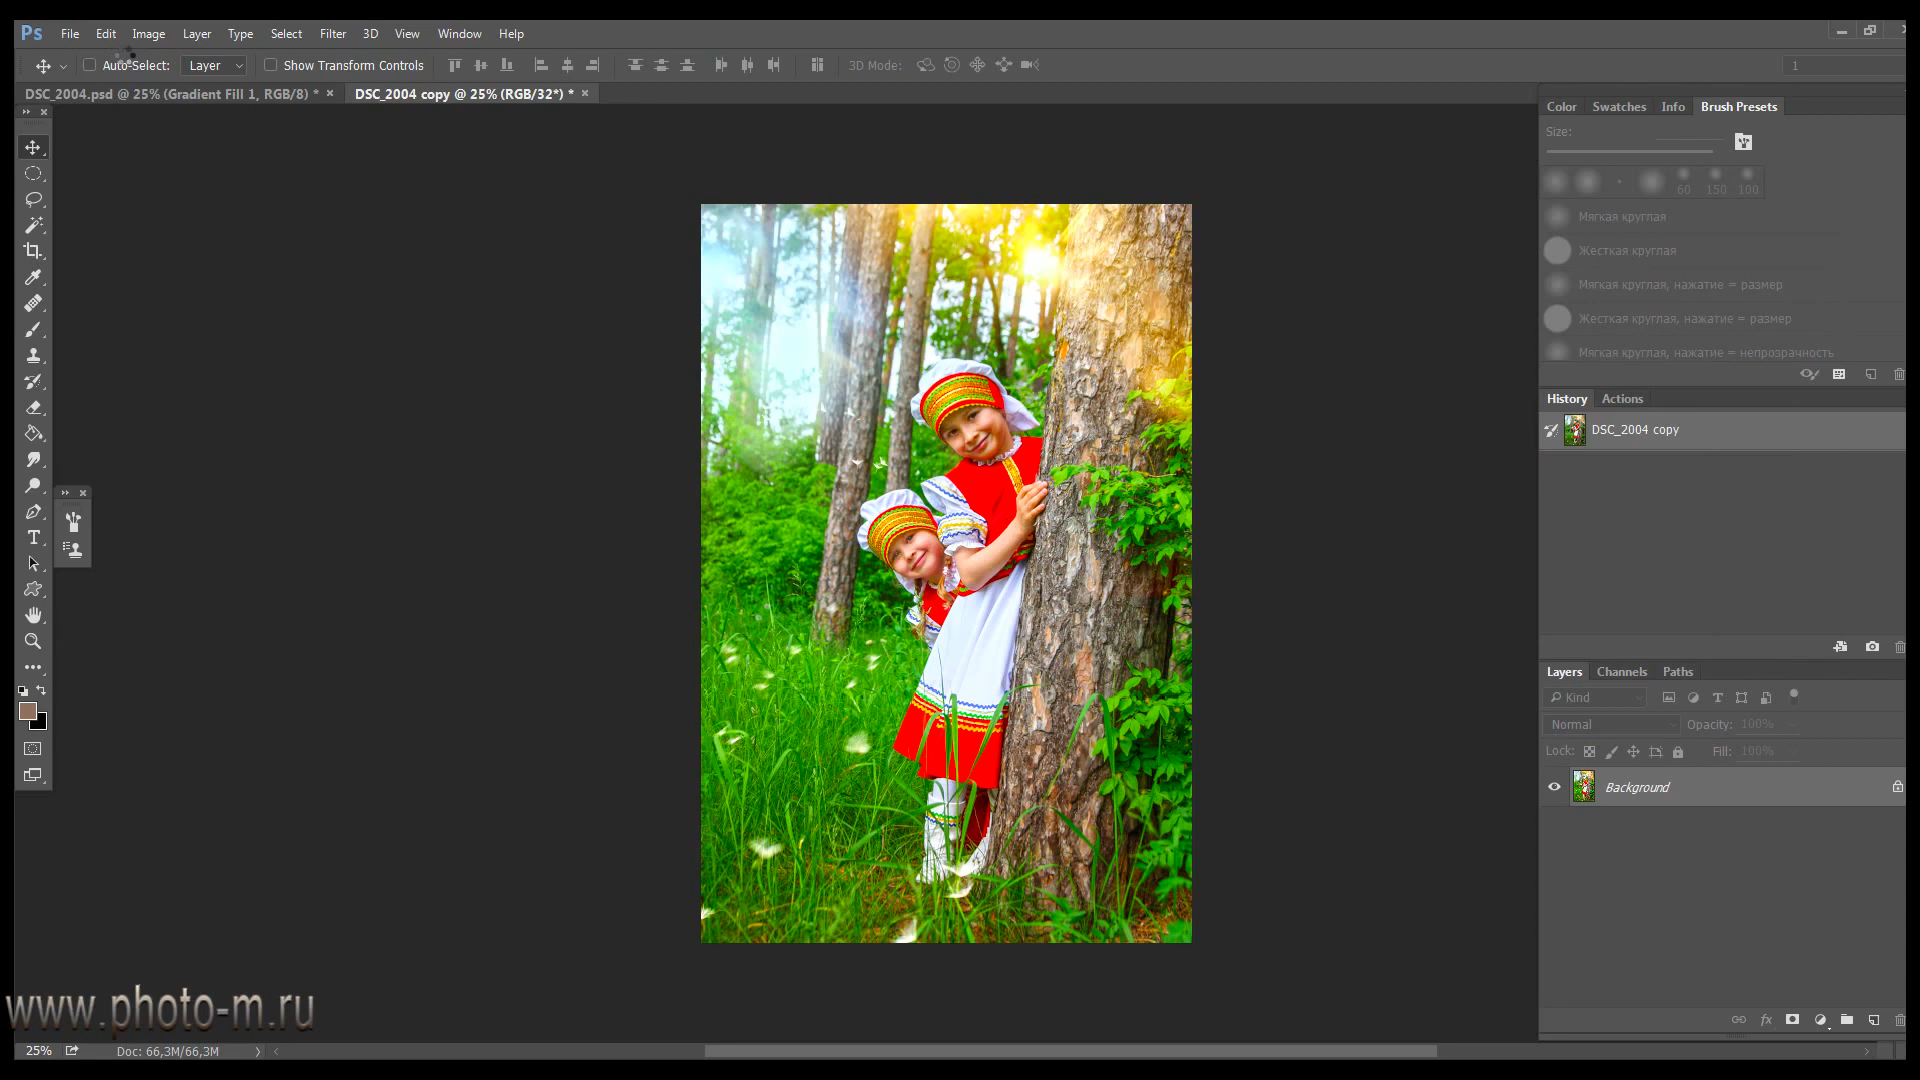 Ps File Edit Image Layer Type Select Filter 3D View Window Help
Auto-Select: Layer Show Transform Controls 3D Mode: 1
DSC_2004.psd @ 25% (Gradient Fill 1, RGB/8) * × DSC_2004 copy @ 25% (RGB/32*) * ×
Color Swatches Info Brush Presets
Size:
60 150 100
Мягкая круглая
Жесткая круглая
Мягкая круглая, нажатие = размер
Жесткая круглая, нажатие = размер
Мягкая круглая, нажатие = непрозрачность
History Actions
DSC_2004 copy
Layers Channels Paths
Kind
Normal Opacity: 100%
Lock: Fill: 100%
Background
fx
www.photo-m.ru
25% Doc: 66,3M/66,3M